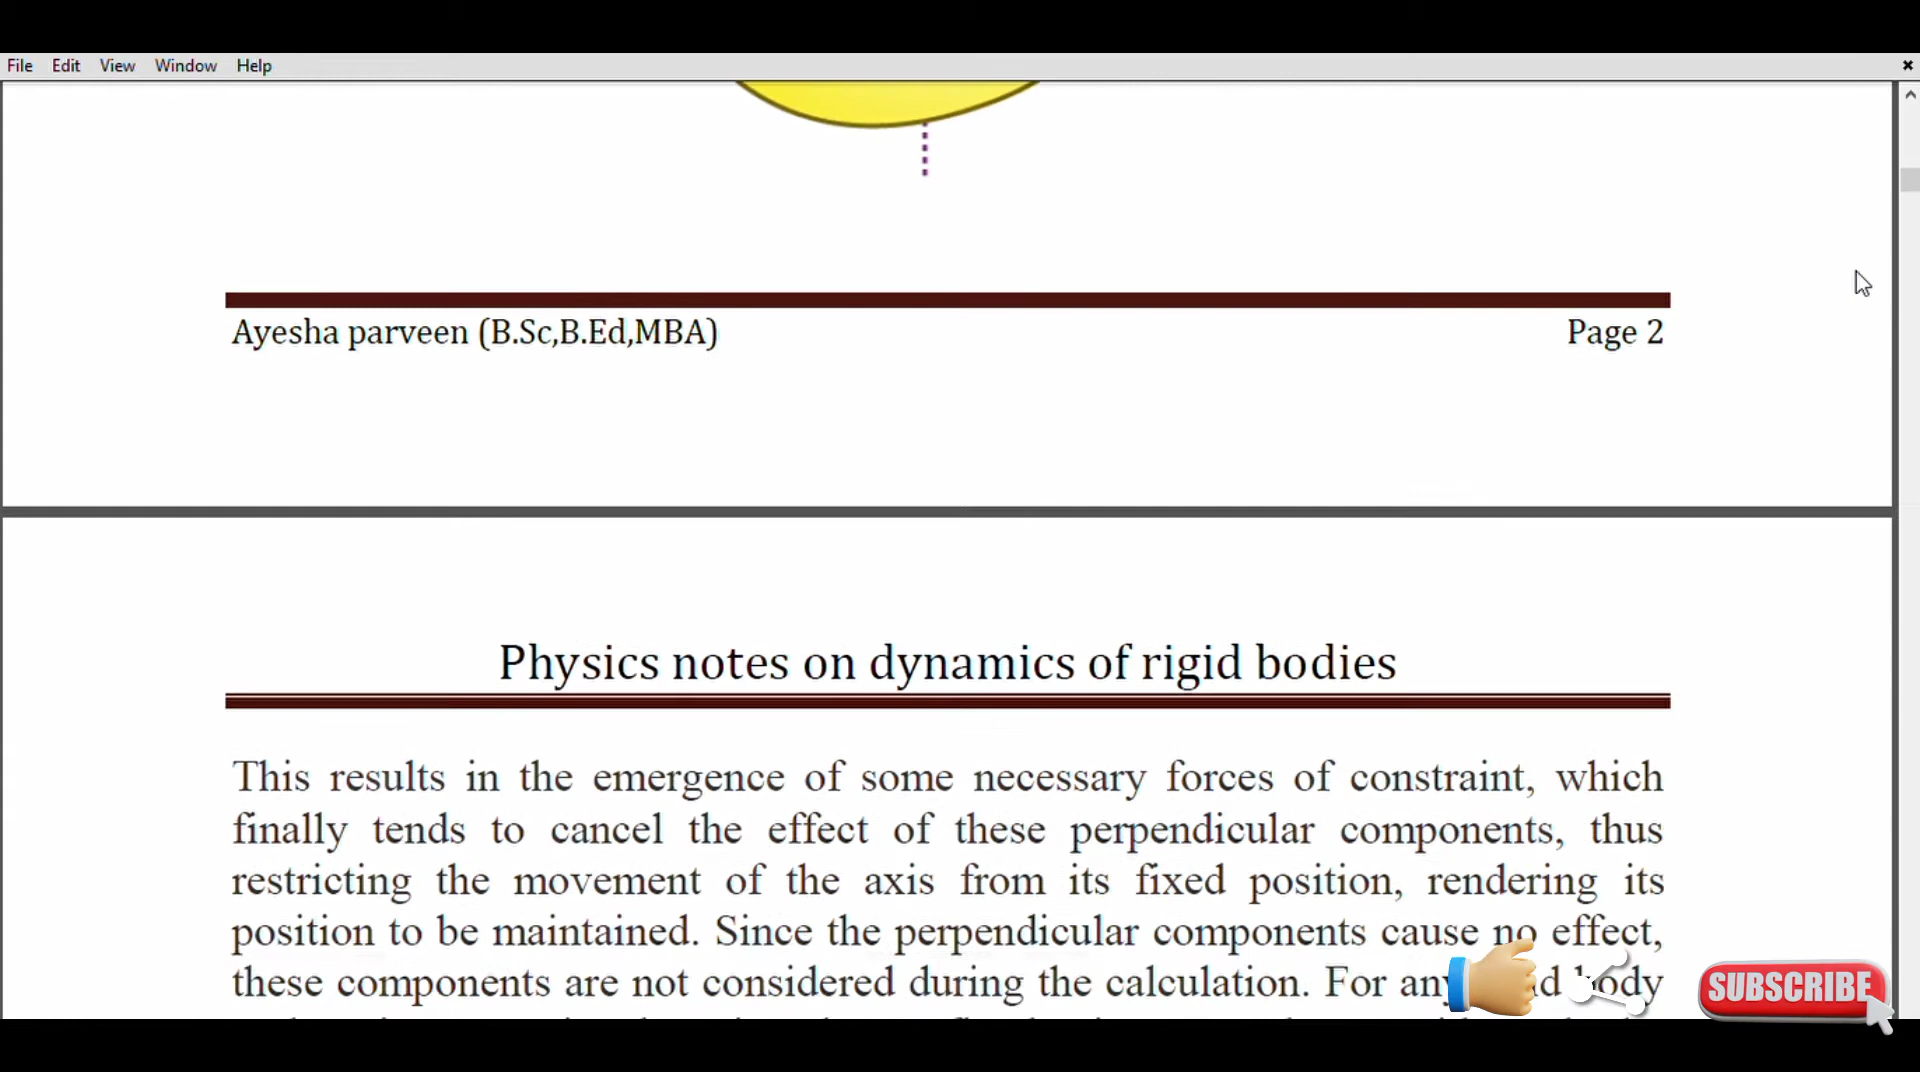 File Edit View Window Help
Ayesha parveen (B.Sc,B.Ed,MBA) Page 2
Physics notes on dynamics of rigid bodies
This results in the emergence of some necessary forces of constraint, which
finally tends to cancel the effect of these perpendicular components, thus
restricting the movement of the axis from its fixed position, rendering its
position to be maintained. Since the perpendicular components cause no effect,
these components are not considered during the calculation. For any body
SUBSCRIBE